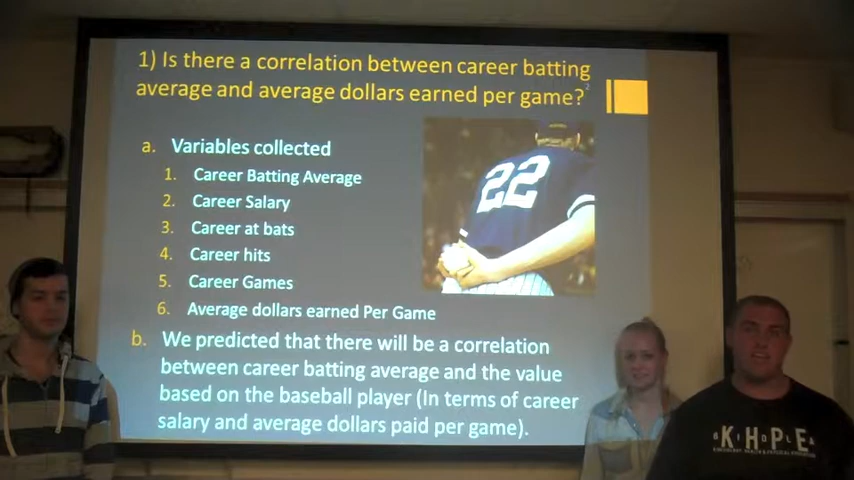 1) Is there a correlation between career batting
average and average dollars earned per game?
2
a. Variables collected
1. Career Batting Average
2. Career Salary
3. Career at bats
4. Career hits
5. Career Games
6. Average dollars earned Per Game
b. We predicted that there will be a correlation
between career batting average and the value
based on the baseball player (In terms of career
salary and average dollars paid per game).
22
K·H·P·E